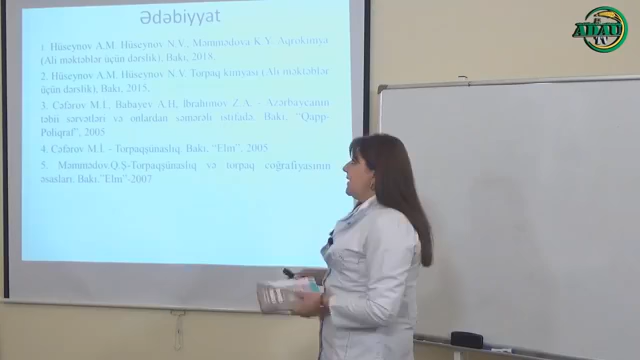 Ədəbiyyat
1. Hüseynov A.M. Hüseynov N.V., Məmmədova K.Y. Aqrokimya
(Ali məktəblər üçün dərslik), Bakı, 2018.
2. Hüseynov A.M. Hüseynov N.V. Torpaq kimyası (Ali məktəblər
üçün dərslik), Bakı, 2015.
3. Cəfərov M.İ., Babayev A.H, İbrahimov Z.A. - Azərbaycanın
təbii sərvətləri və onlardan səmərəli istifadə. Bakı, “Qapp-
Poliqraf”, 2005
4. Cəfərov M.İ. - Torpaqşünaslıq. Bakı, “Elm”, 2005
5. Məmmədov.Q.Ş-Torpaqşünaslıq və torpaq coğrafiyasının
əsasları. Bakı.”Elm”-2007
ADAU
TV